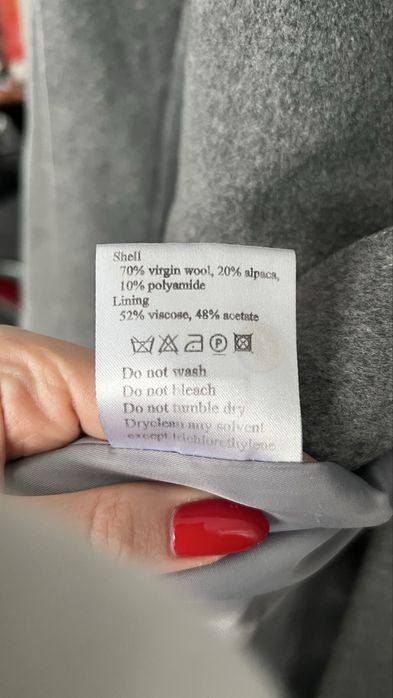 Shell
70% virgin wool, 20% alpaca,
10% polyamide
Lining
52% viscose, 48% acetate
P
Do not wash
Do not bleach
Do not tumble dry
Dryclean any solvent
except trichlorethylene